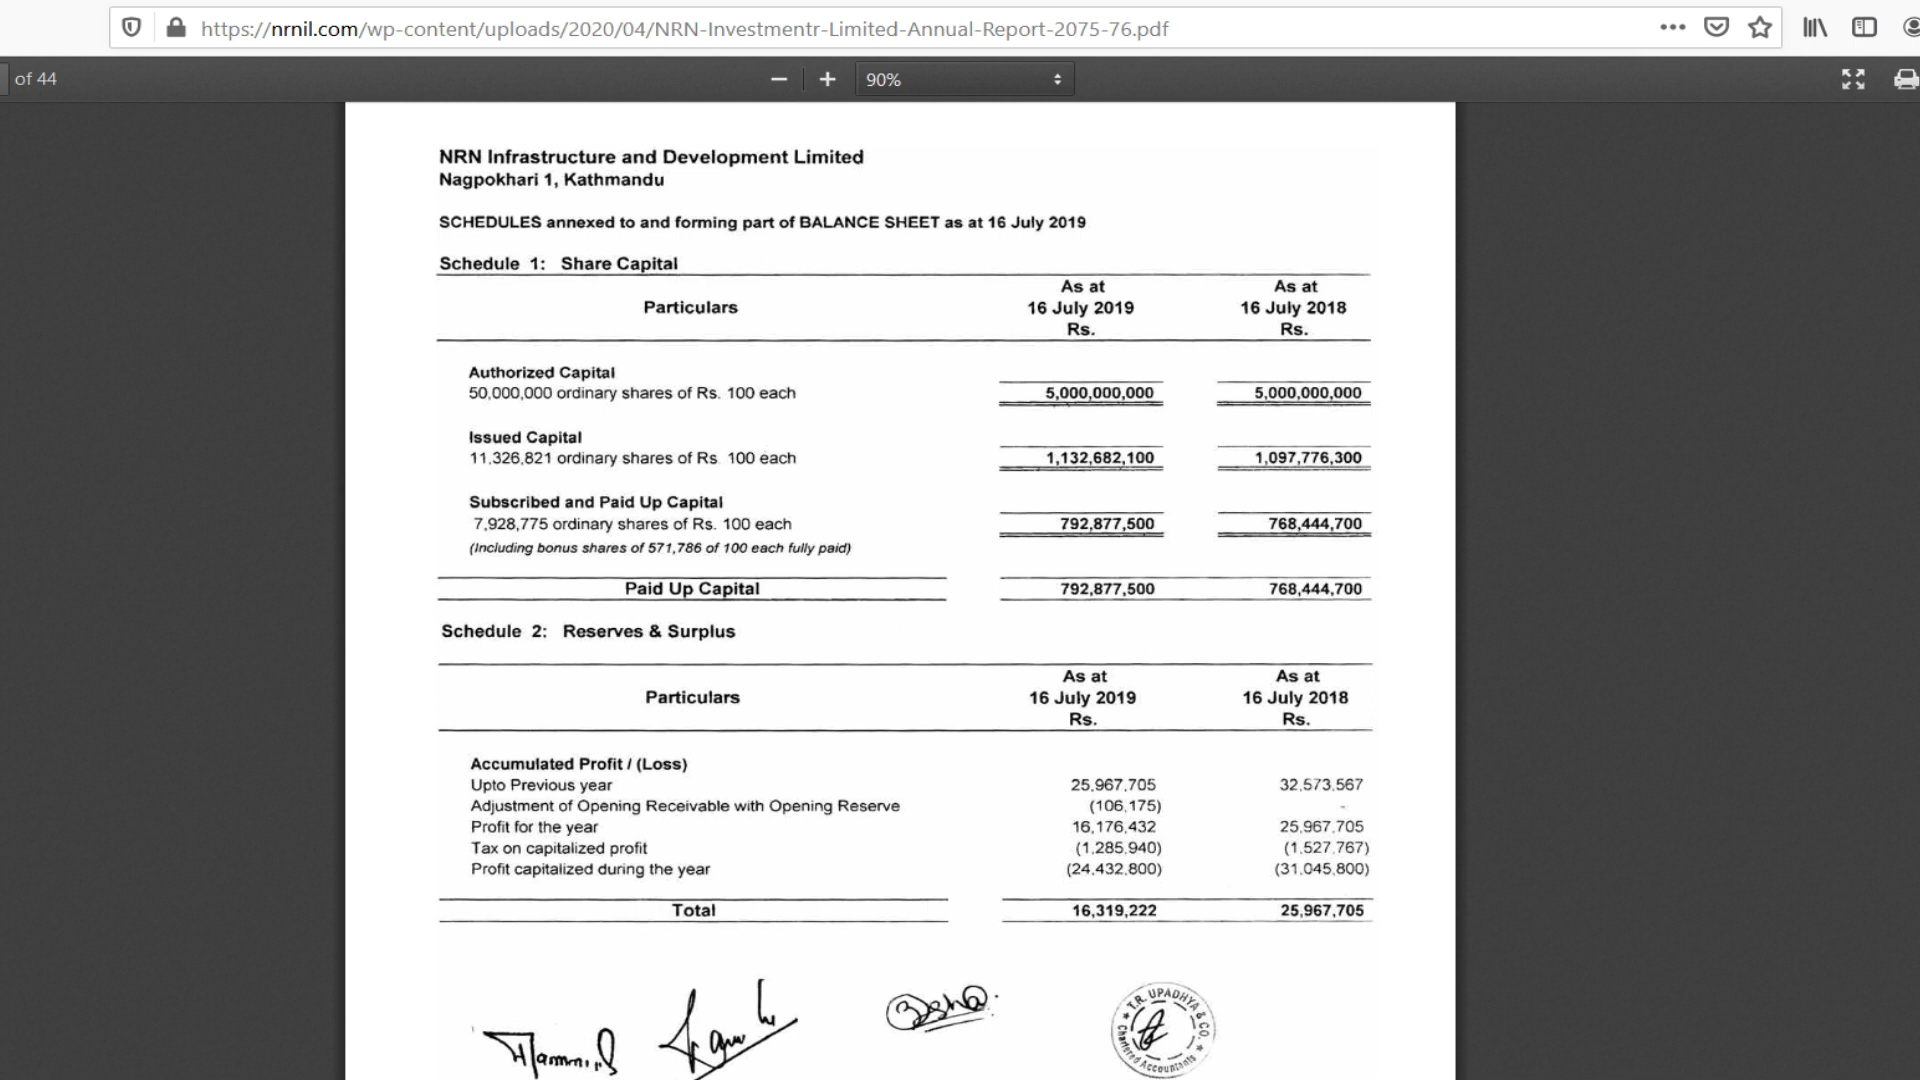 https://nrnil.com/wp-content/uploads/2020/04/NRN-Investmentr-Limited-Annual-Report-2075-76.pdf
of 44
90%
NRN Infrastructure and Development Limited
Nagpokhari 1, Kathmandu
SCHEDULES annexed to and forming part of BALANCE SHEET as at 16 July 2019
Schedule 1: Share Capital
Particulars As at 16 July 2019 Rs. As at 16 July 2018 Rs.
Authorized Capital
50,000,000 ordinary shares of Rs. 100 each 5,000,000,000 5,000,000,000
Issued Capital
11,326,821 ordinary shares of Rs 100 each 1,132,682,100 1,097,776,300
Subscribed and Paid Up Capital
7,928,775 ordinary shares of Rs. 100 each 792,877,500 768,444,700
(Including bonus shares of 571,786 of 100 each fully paid)
Paid Up Capital 792,877,500 768,444,700
Schedule 2: Reserves & Surplus
Particulars As at 16 July 2019 Rs. As at 16 July 2018 Rs.
Accumulated Profit / (Loss)
Upto Previous year 25,967,705 32,573,567
Adjustment of Opening Receivable with Opening Reserve (106,175) -
Profit for the year 16,176,432 25,967,705
Tax on capitalized profit (1,285,940) (1,527,767)
Profit capitalized during the year (24,432,800) (31,045,800)
Total 16,319,222 25,967,705
T.R. UPADHYA & CO.
Chartered Accountants